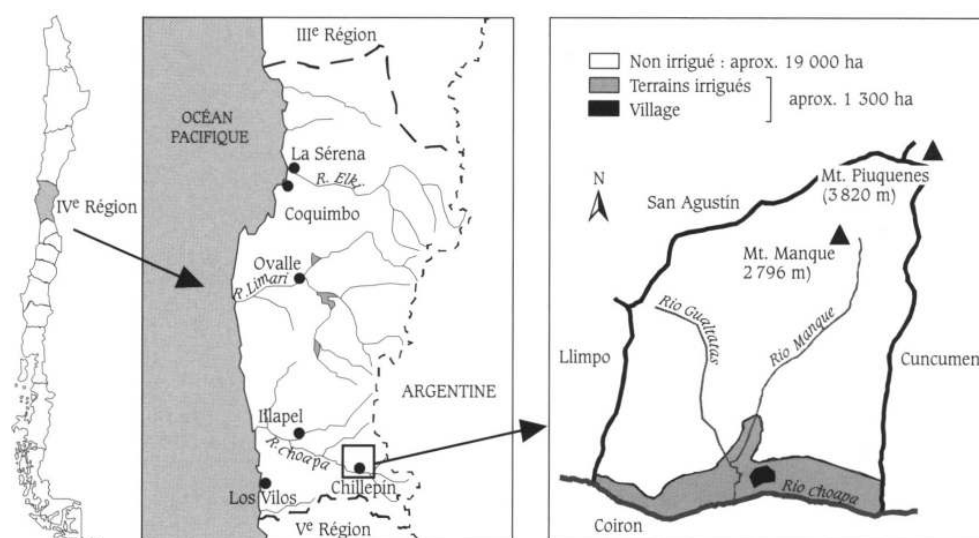 IVe Région
IIIe Région
OCÉAN
PACIFIQUE
La Sérena
R. Elki
Coquimbo
Ovalle
R. Limari
ARGENTINE
Illapel
R. choapa
Chillepín
Los Vilos
Ve Région
Non irrigué : aprox. 19 000 ha
Terrains irrigués
Village
aprox. 1 300 ha
N
San Agustín
Mt. Piuquenes
(3 820 m)
Mt. Manque
2 796 m)
Rio Gualtatas
Rio Manque
Llimpo
Cuncumen
Rio choapa
Coiron